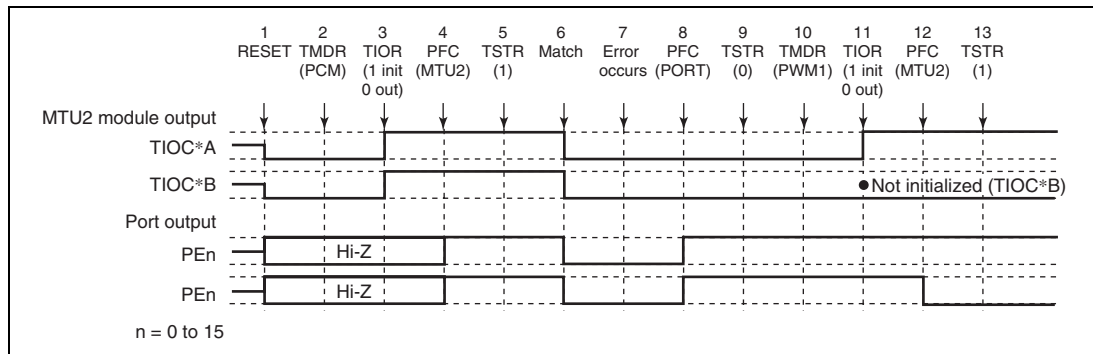 1 2 3 4 5 6 7 8 9 10 11 12 13
RESET TMDR TIOR PFC TSTR Match Error PFC TSTR TMDR TIOR PFC TSTR
(PCM) (1 init (MTU2) (1) occurs (PORT) (0) (PWM1) (1 init (MTU2) (1)
0 out) 0 out)
MTU2 module output
TIOC*A
TIOC*B
●Not initialized (TIOC*B)
Port output
PEn
Hi-Z
PEn
Hi-Z
n = 0 to 15